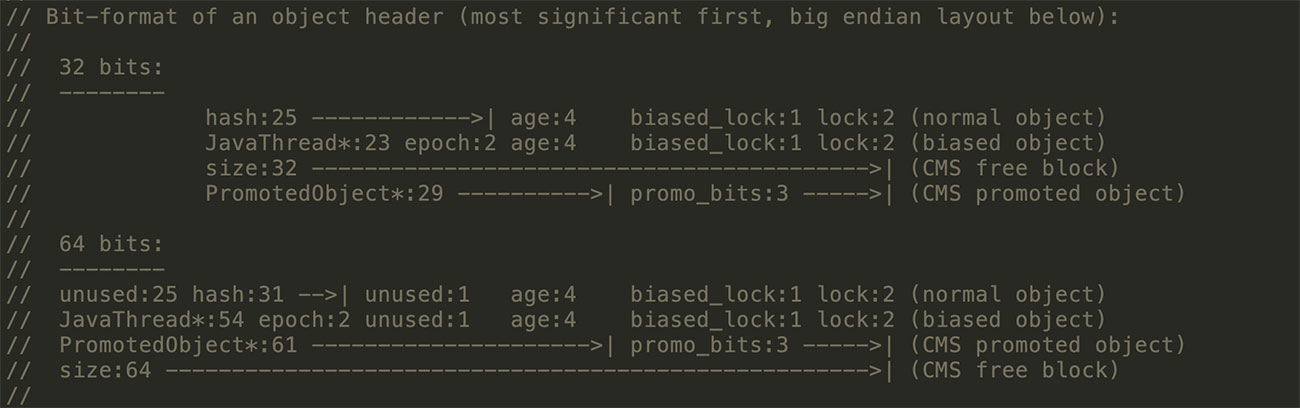 // Bit-format of an object header (most significant first, big endian layout below):
//
//  32 bits:
//  --------
//             hash:25 ------------>| age:4    biased_lock:1 lock:2 (normal object)
//             JavaThread*:23 epoch:2 age:4    biased_lock:1 lock:2 (biased object)
//             size:32 ------------------------------------------>| (CMS free block)
//             PromotedObject*:29 ---------->| promo_bits:3 ----->| (CMS promoted object)
//
//  64 bits:
//  --------
//  unused:25 hash:31 -->| unused:1   age:4    biased_lock:1 lock:2 (normal object)
//  JavaThread*:54 epoch:2 unused:1   age:4    biased_lock:1 lock:2 (biased object)
//  PromotedObject*:61 --------------------->| promo_bits:3 ----->| (CMS promoted object)
//  size:64 ----------------------------------------------------->| (CMS free block)
//